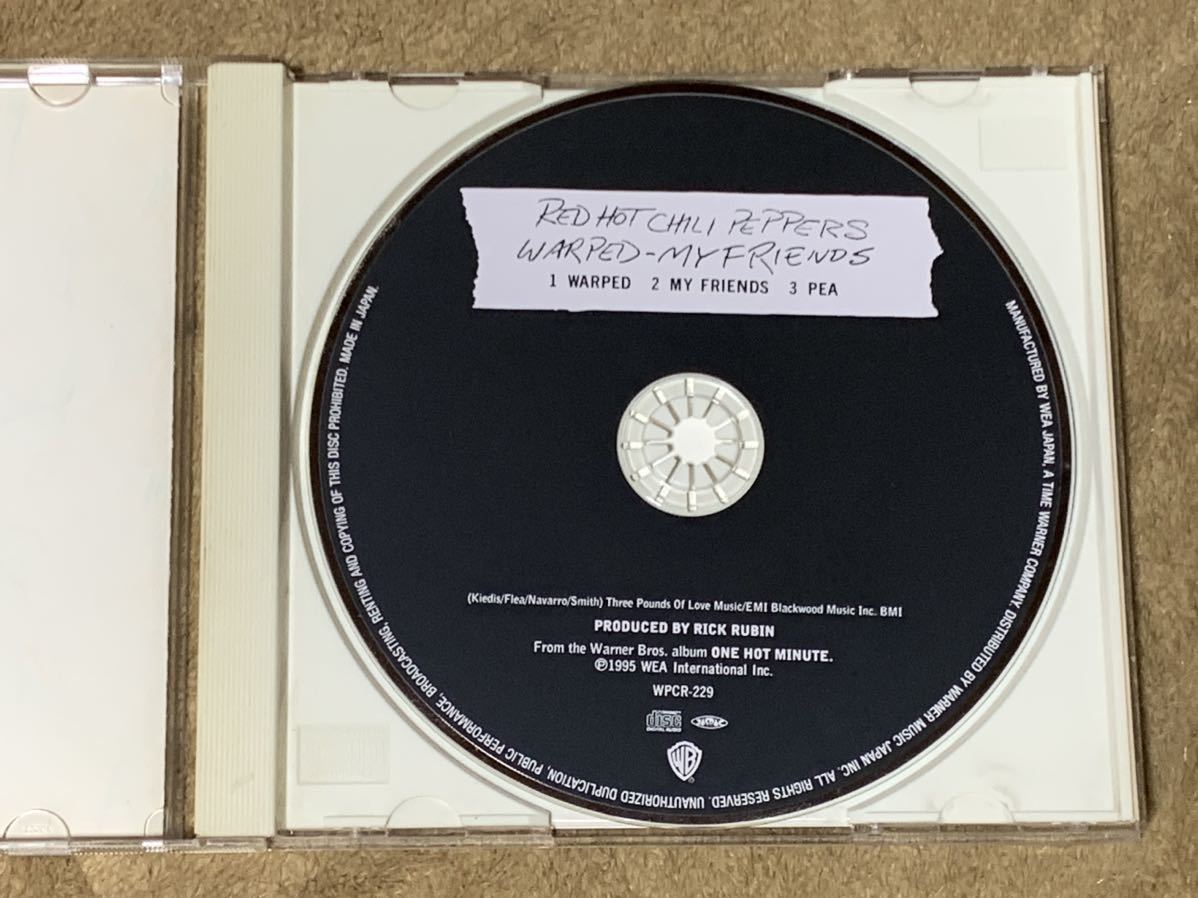 RED HOT CHILI PEPPERS
WARPED-MY FRIENDS
1 WARPED 2 MY FRIENDS 3 PEA
(Kiedis/Flea/Navarro/Smith) Three Pounds Of Love Music/EMI Blackwood Music Inc. BMI
PRODUCED BY RICK RUBIN
From the Warner Bros. album ONE HOT MINUTE.
℗1995 WEA International Inc.
WPCR-229
disc
WB
MANUFACTURED BY WEA JAPAN, A TIME WARNER COMPANY. DISTRIBUTED BY WARNER MUSIC JAPAN INC. ALL RIGHTS RESERVED. UNAUTHORIZED DUPLICATION, PUBLIC PERFORMANCE, BROADCASTING, RENTING AND COPYING OF THIS DISC PROHIBITED. MADE IN JAPAN.